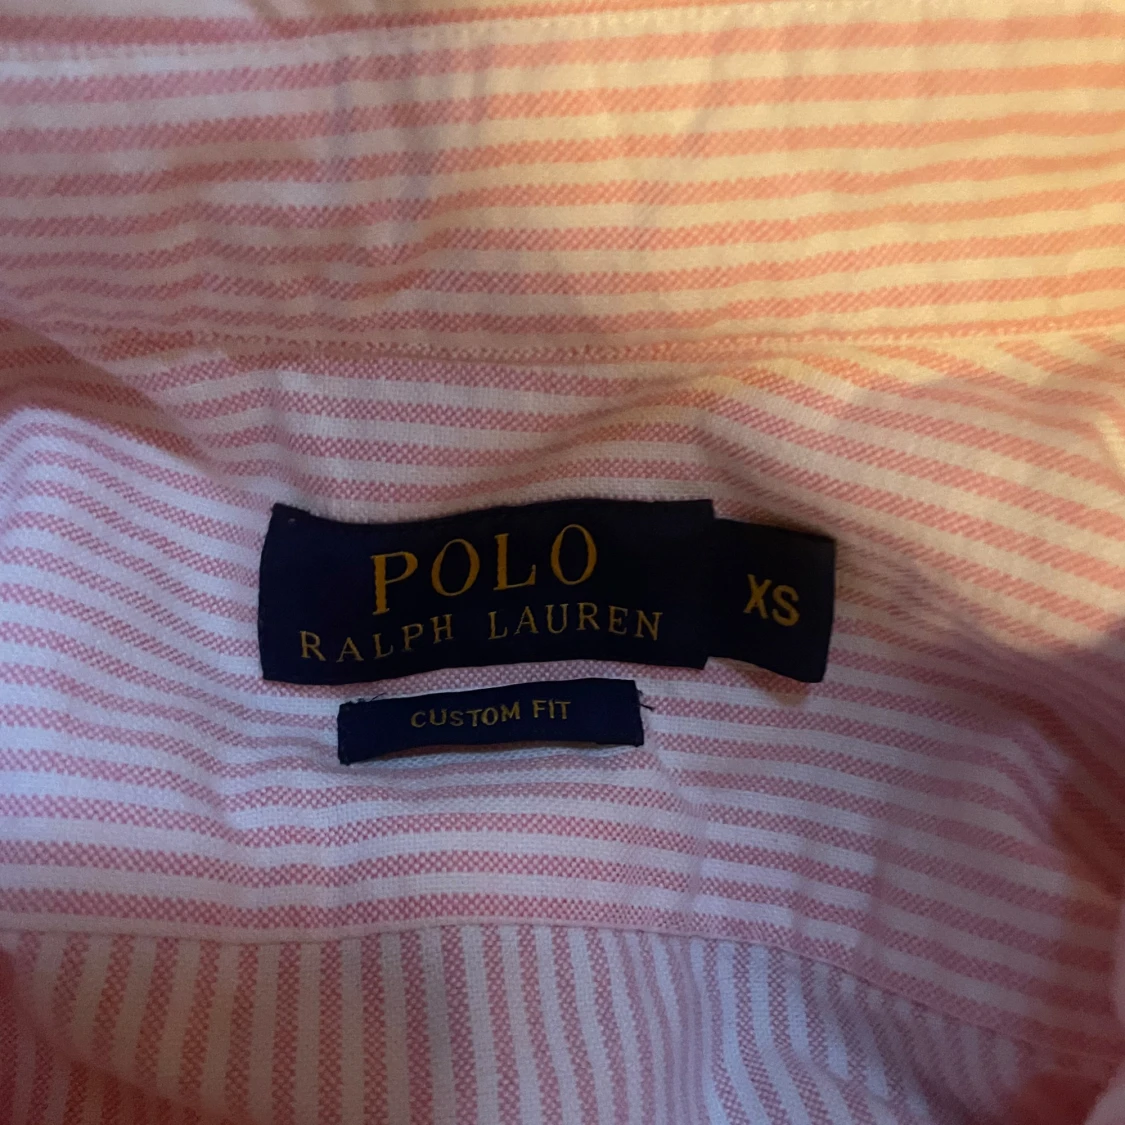 POLO
RALPH LAUREN
XS
CUSTOM FIT